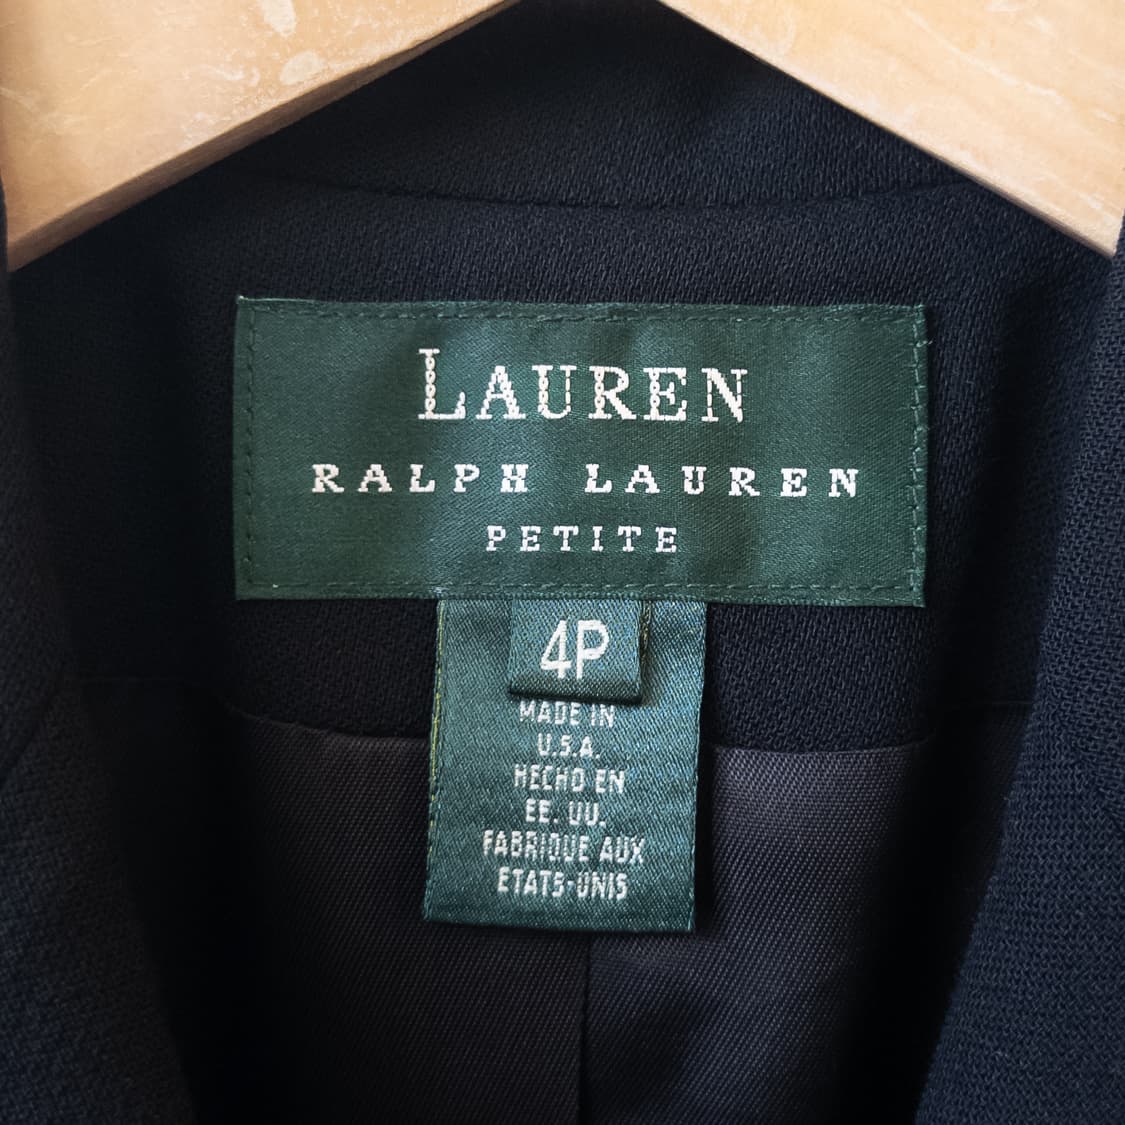 LAUREN
RALPH LAUREN
PETITE
4P
MADE IN
U.S.A.
HECHO EN
EE. UU.
FABRIQUE AUX
ETATS-UNIS